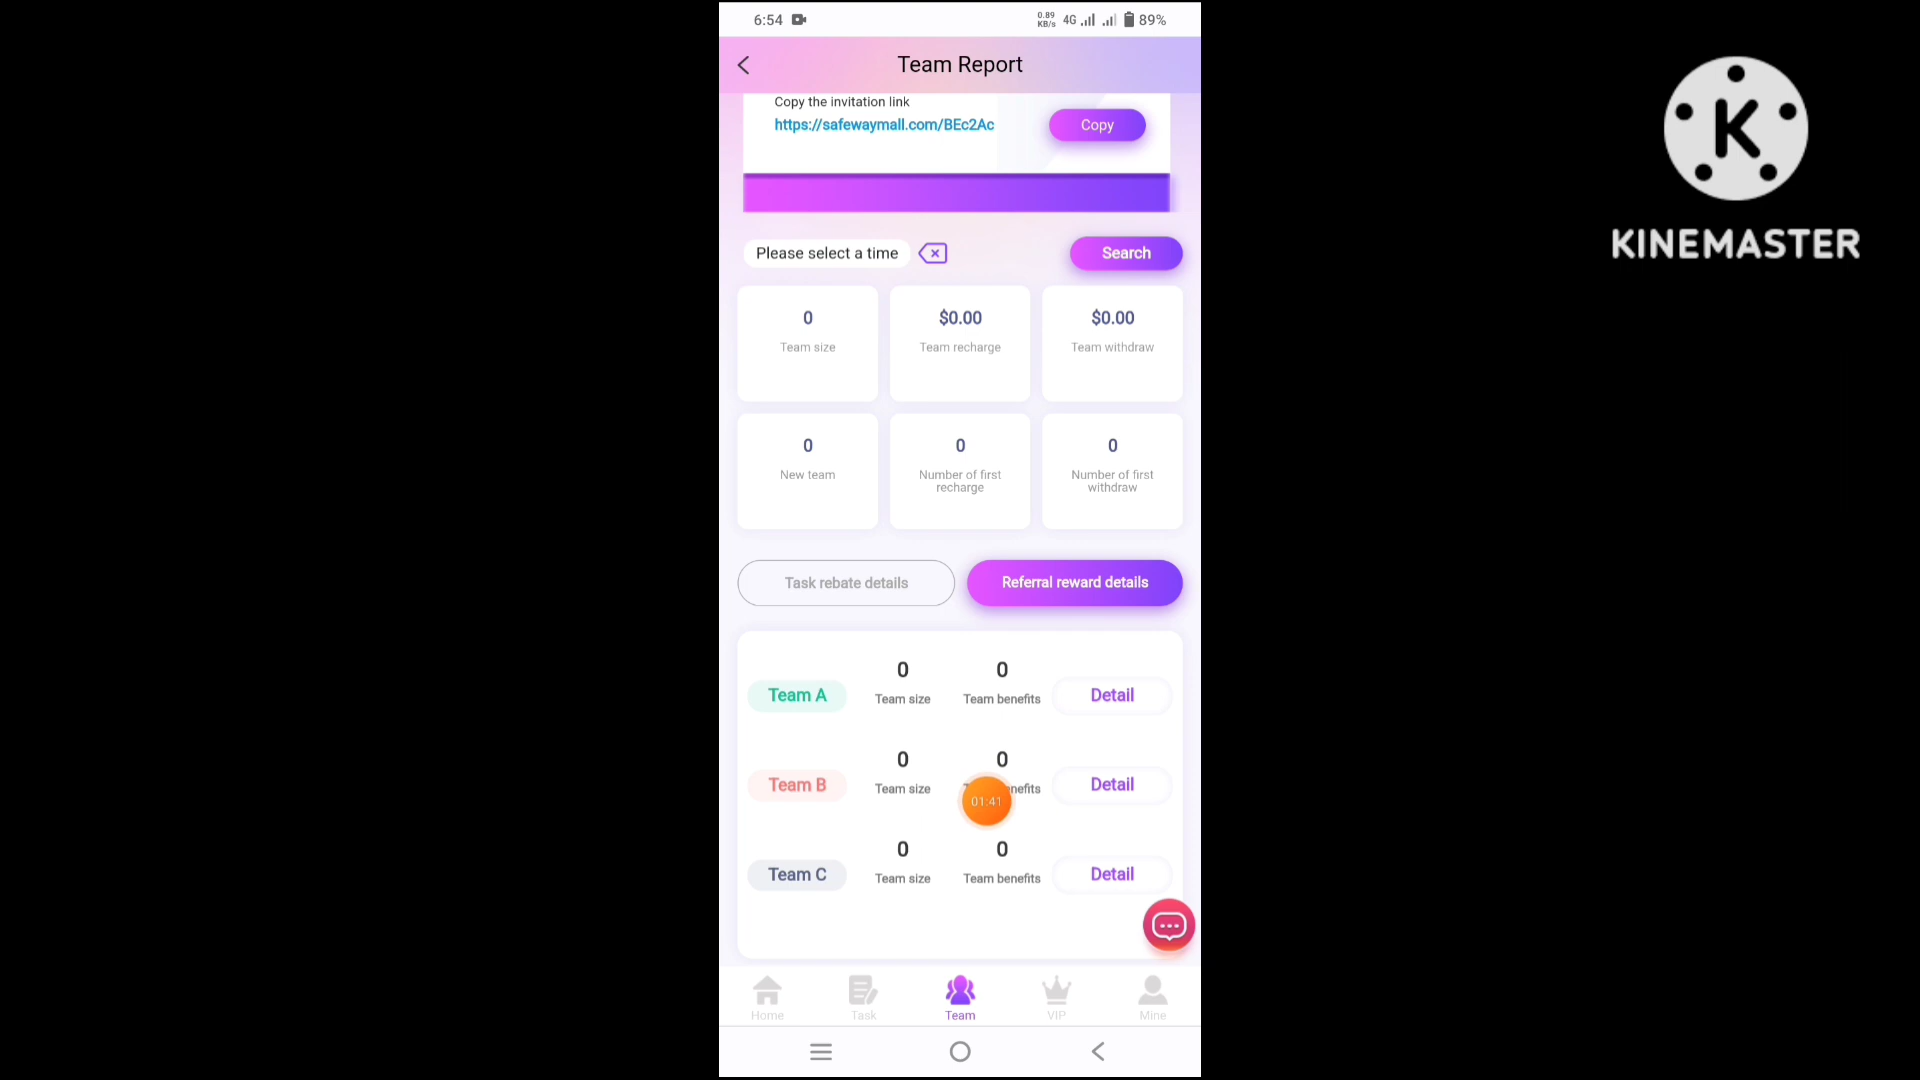 6:54
0.89
KB/s
4G
89%
Team Report
Copy the invitation link
https://safewaymall.com/BEc2Ac
Copy
Please select a time
Search
0
Team size
$0.00
Team recharge
$0.00
Team withdraw
0
New team
0
Number of first
recharge
0
Number of first
withdraw
Task rebate details
Referral reward details
Team A
0
Team size
0
Team benefits
Detail
Team B
0
Team size
0
01:41
Detail
Team C
0
Team size
0
Team benefits
Detail
Home
Task
Team
VIP
Mine
K
KINEMASTER